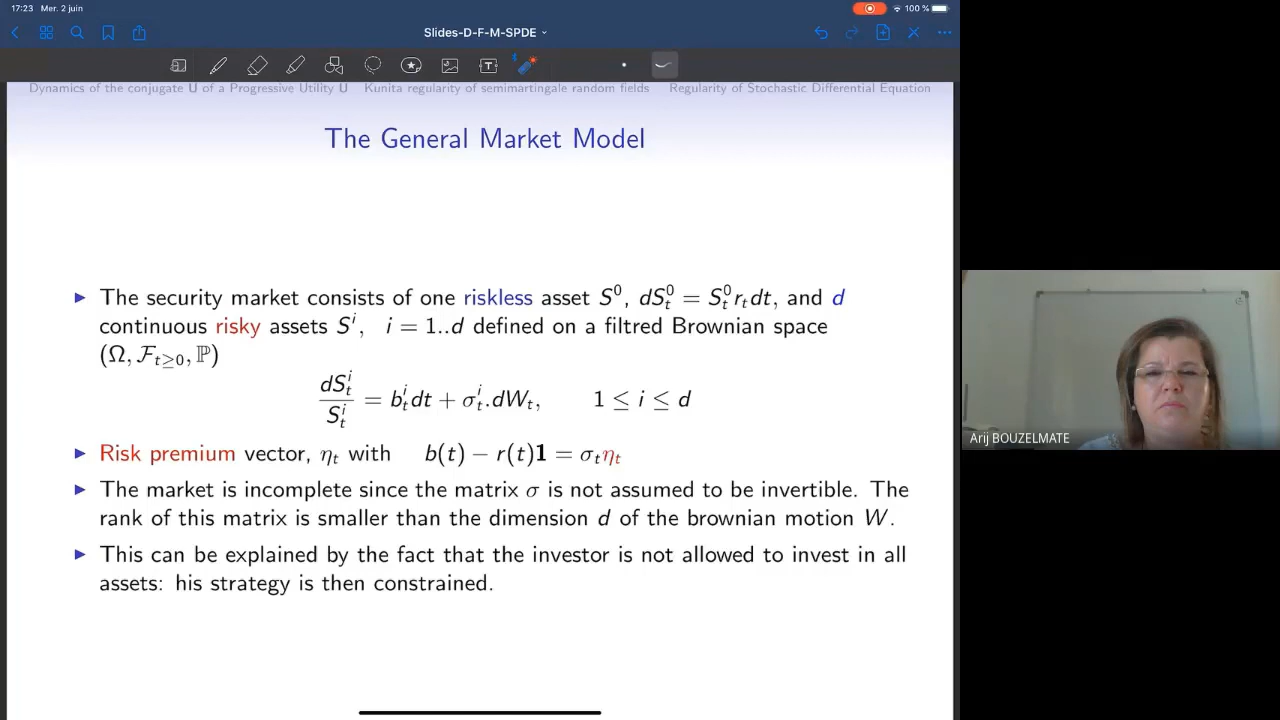 17:23 Mer. 2 juin
100 %
Slides-D-F-M-SPDE
Dynamics of the conjugate U of a Progressive Utility U Kunita regularity of semimartingale random fields Regularity of Stochastic Differential Equation
The General Market Model
► The security market consists of one riskless asset S⁰, dS⁰ₜ = S⁰ₜrₜdt, and d
continuous risky assets Sⁱ, i = 1..d defined on a filtred Brownian space
(Ω, ℱₜ≥₀, ℙ)
dSⁱₜ/Sⁱₜ = bⁱₜdt + σⁱₜ.dWₜ, 1 ≤ i ≤ d
► Risk premium vector, ηₜ with b(t) − r(t)1 = σₜηₜ
► The market is incomplete since the matrix σ is not assumed to be invertible. The
rank of this matrix is smaller than the dimension d of the brownian motion W.
► This can be explained by the fact that the investor is not allowed to invest in all
assets: his strategy is then constrained.
Arij BOUZELMATE